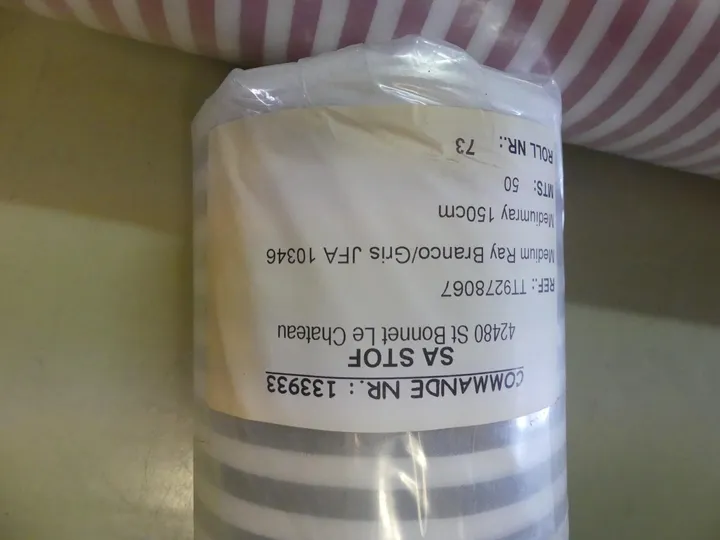 COMMANDE NR.: 133933
SA STOF
42480 St Bonnet Le Chateau
REF.: TT9278067
Medium Ray Branco/Gris JFA 10346
Mediumray 150cm
MTS: 50
ROLL NR.: 73